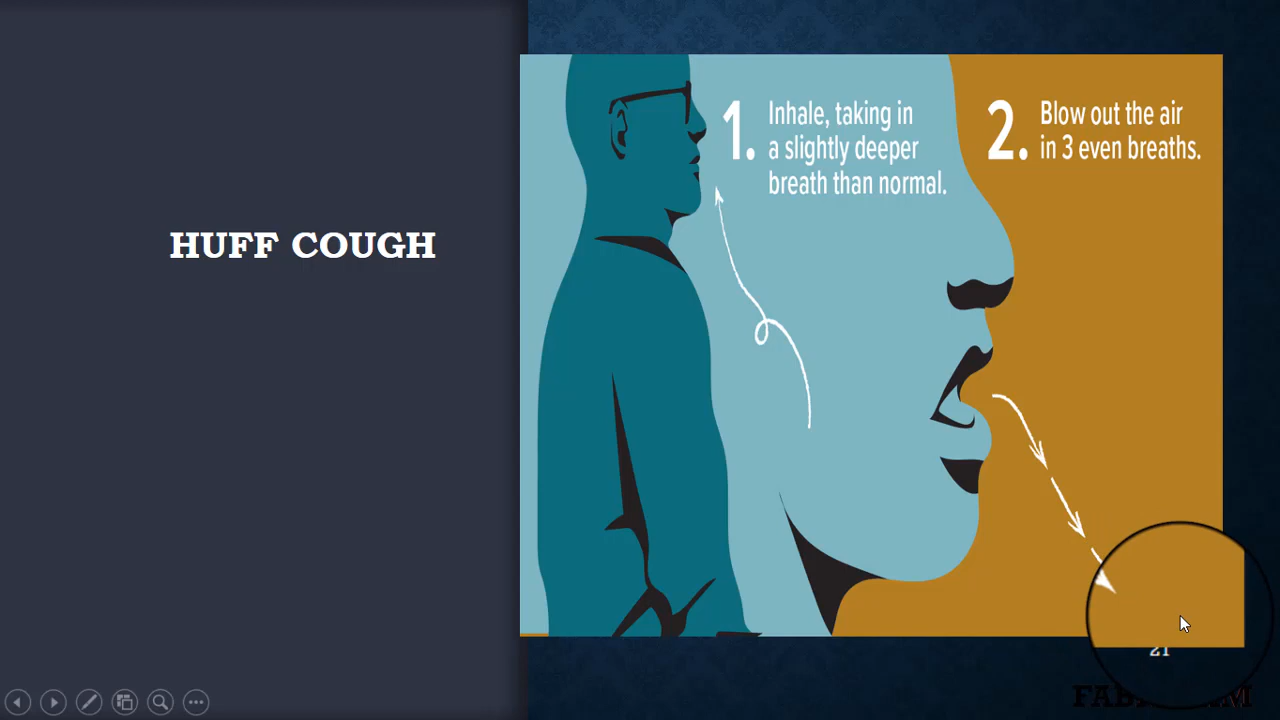 HUFF COUGH
1. Inhale, taking in
a slightly deeper
breath than normal.
2. Blow out the air
in 3 even breaths.
21